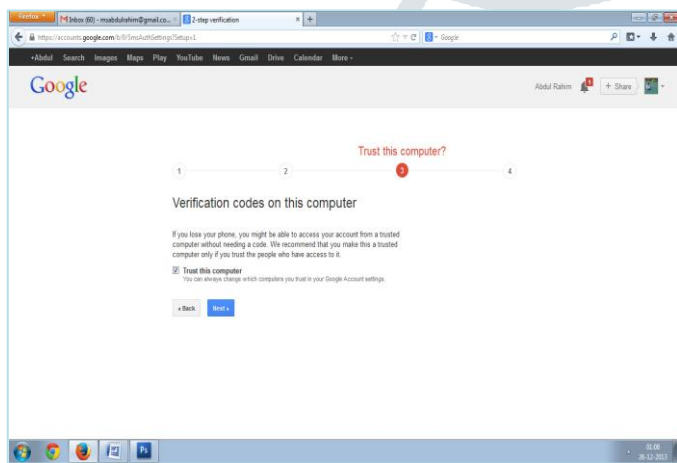 Firefox
Inbox (60) - msabdulrahim@gmail.co...
2-step verification
https://accounts.google.com/b/0/SmsAuthSettings?Setup=1
Google
+Abdul Search Images Maps Play YouTube News Gmail Drive Calendar More
Google
Abdul Rahim 1 + Share
Trust this computer?
1 2 3 4
Verification codes on this computer
If you lose your phone, you might be able to access your account from a trusted
computer without needing a code. We recommend that you make this a trusted
computer only if you trust the people who have access to it.
Trust this computer
You can always change which computers you trust in your Google Account settings.
« Back Next »
W Ps
01:00
26-12-2013